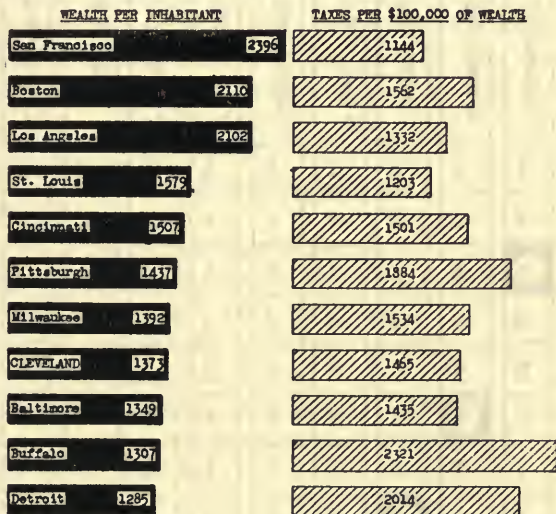 WEALTH PER INHABITANT TAXES PER $100,000 OF WEALTH
San Francisco 2396 1144
Boston 2110 1562
Los Angeles 2102 1332
St. Louis 1579 1203
Cincinnati 1507 1501
Pittsburgh 1437 1884
Milwaukee 1392 1534
CLEVELAND 1373 1465
Baltimore 1349 1435
Buffalo 1307 2321
Detroit 1285 2014